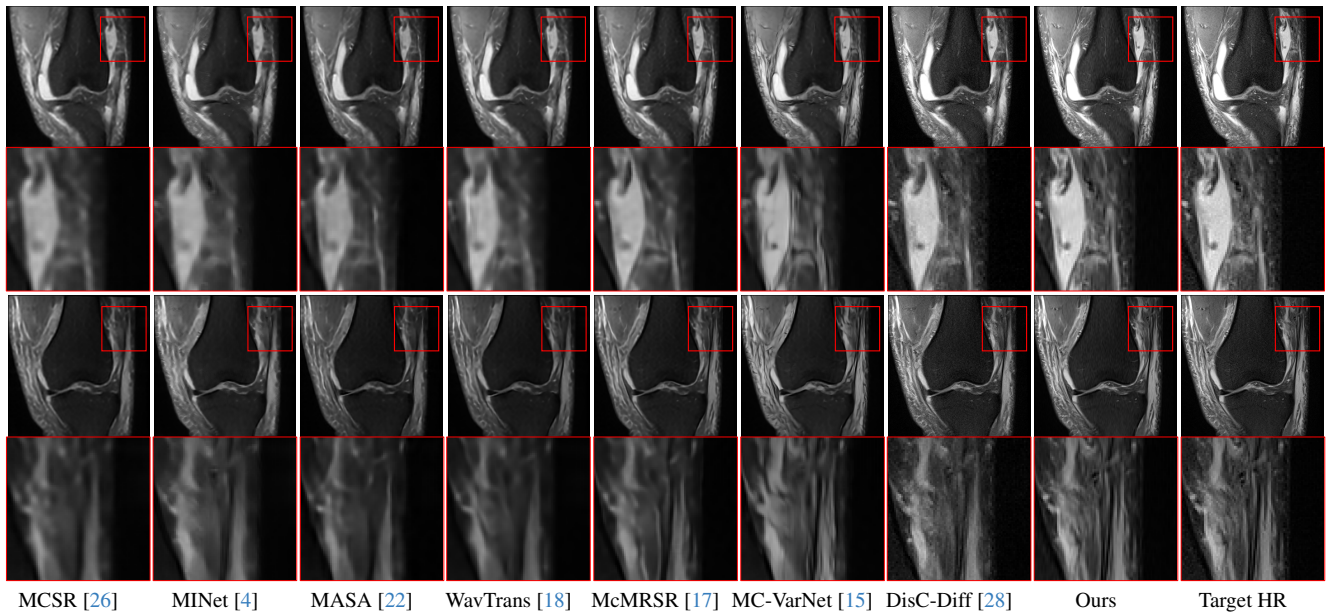 MCSR [26] MINet [4] MASA [22] WavTrans [18] McMRSR [17] MC-VarNet [15] DisC-Diff [28] Ours Target HR